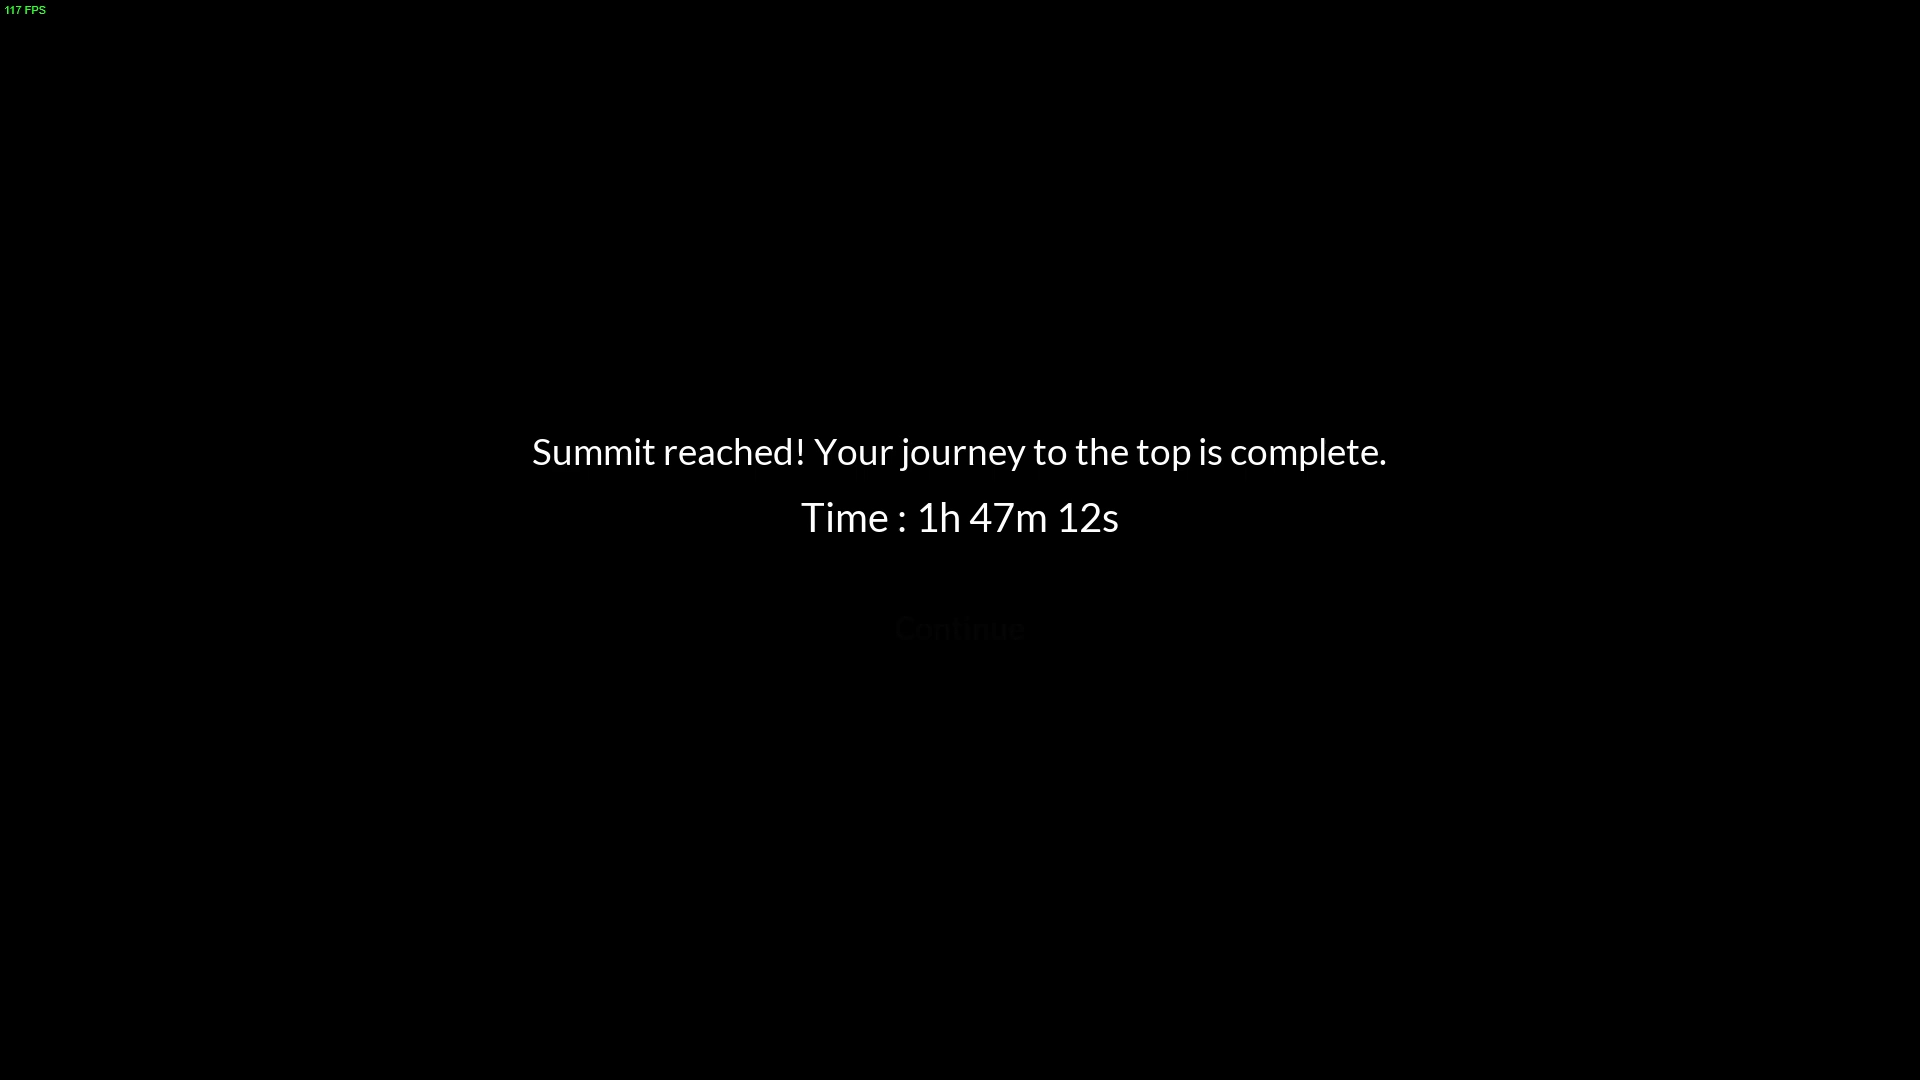 117 FPS
Summit reached! Your journey to the top is complete.
Time : 1h 47m 12s
Continue